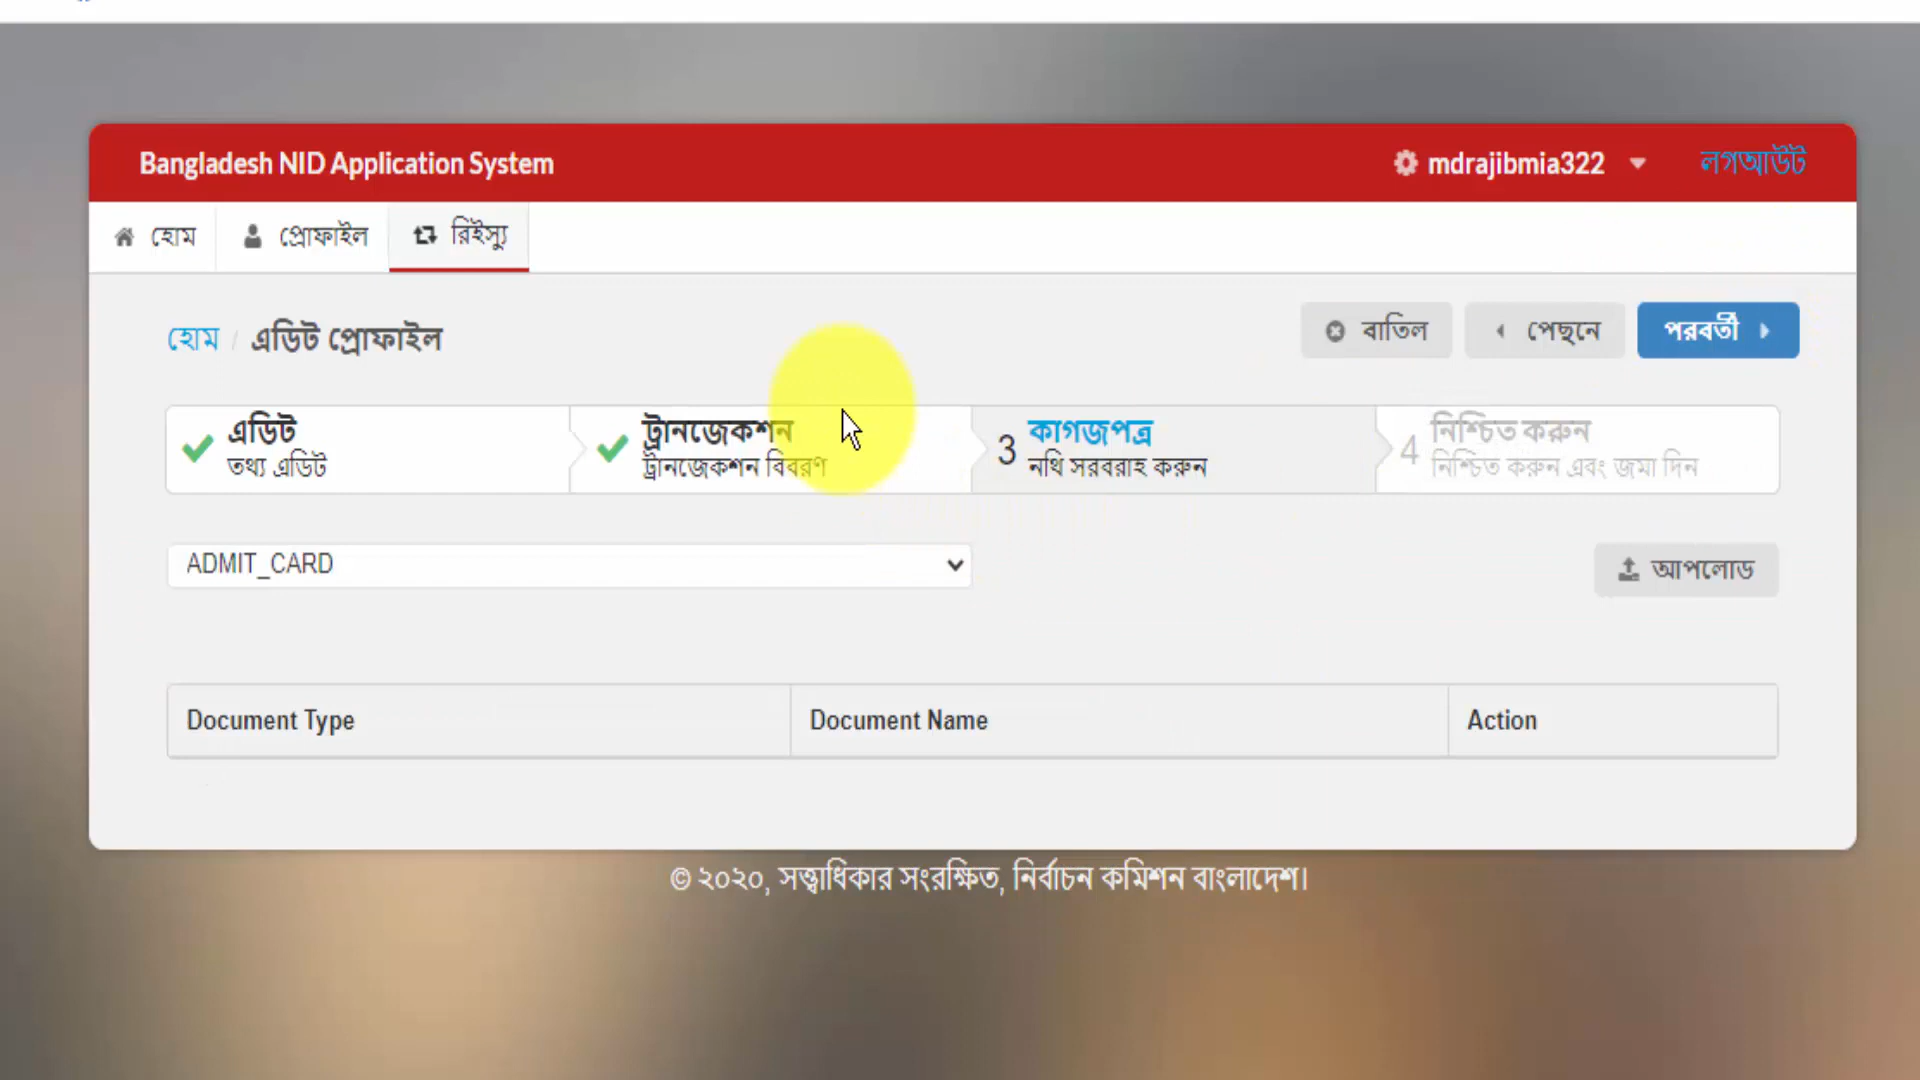 Bangladesh NID Application System
mdrajibmia322
লগআউট
হোম
প্রোফাইল
রিইস্যু
হোম / এডিট প্রোফাইল
বাতিল
পেছনে
পরবর্তী
এডিট
তথ্য এডিট
ট্রানজেকশন
ট্রানজেকশন বিবরণ
3
কাগজপত্র
নথি সরবরাহ করুন
4
নিশ্চিত করুন
নিশ্চিত করুন এবং জমা দিন
ADMIT_CARD
আপলোড
Document Type
Document Name
Action
© ২০২০, সত্ত্বাধিকার সংরক্ষিত, নির্বাচন কমিশন বাংলাদেশ।